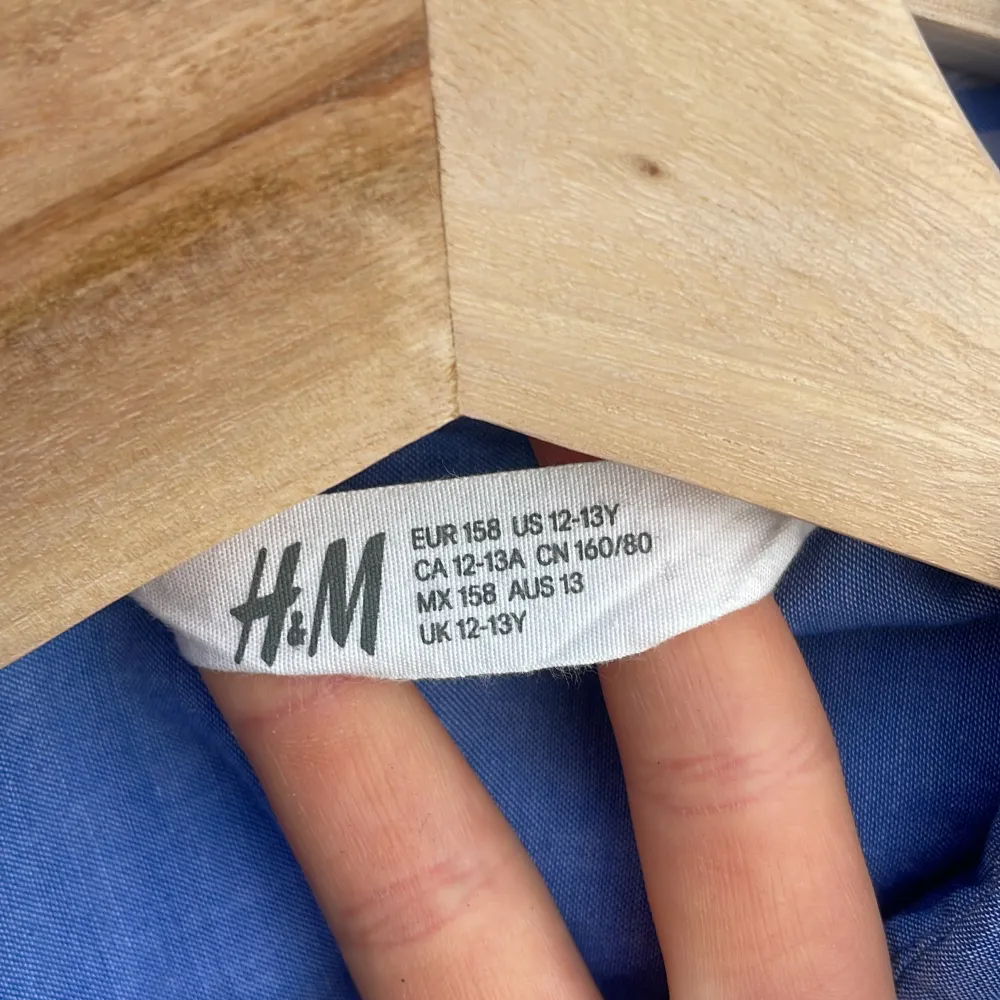 H&M
EUR 158 US 12-13Y
CA 12-13A CN 160/80
MX 158 AUS 13
UK 12-13Y